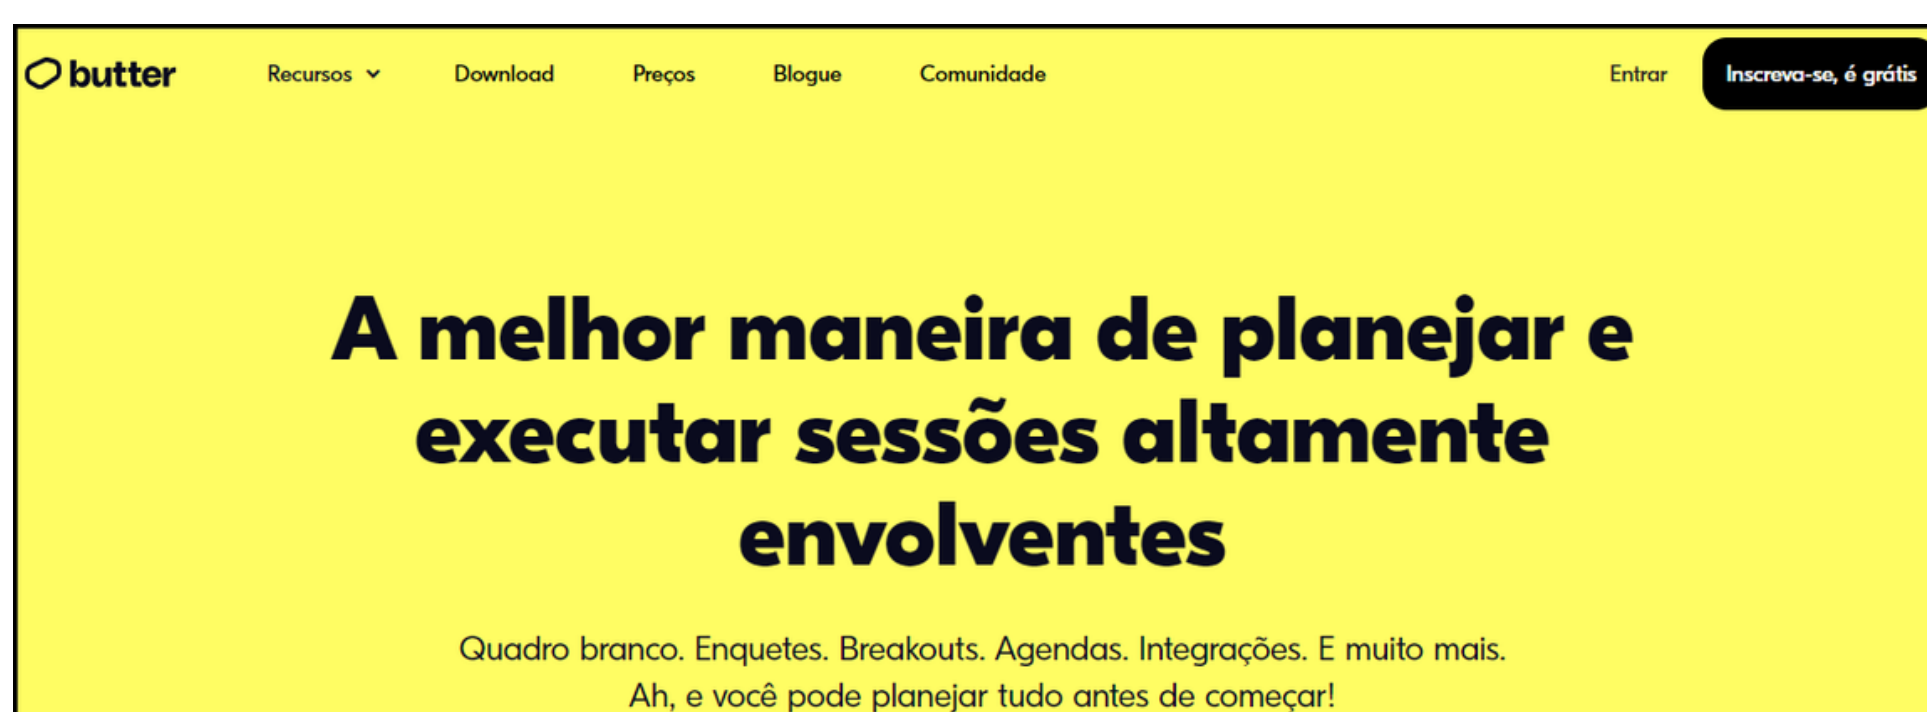 butter
Recursos
Download
Preços
Blogue
Comunidade
Entrar
Inscreva-se, é grátis
A melhor maneira de planejar e
executar sessões altamente
envolventes
Quadro branco. Enquetes. Breakouts. Agendas. Integrações. E muito mais.
Ah, e você pode planejar tudo antes de começar!